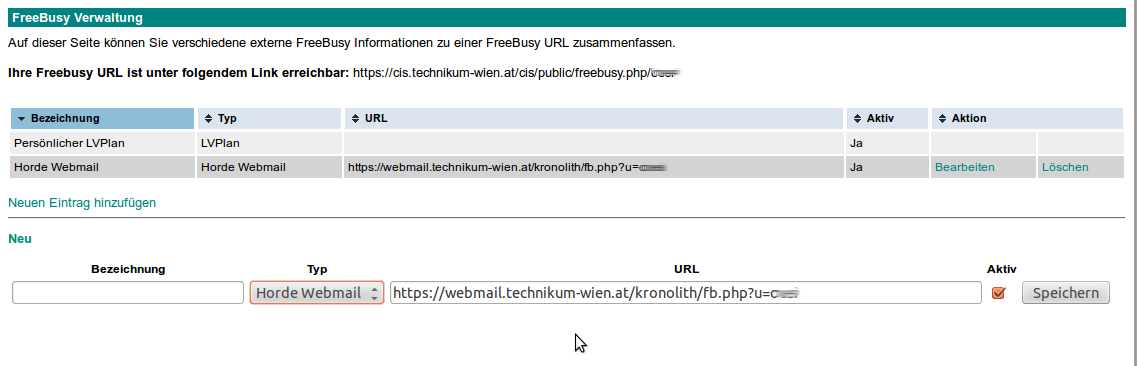 FreeBusy Verwaltung
Auf dieser Seite können Sie verschiedene externe FreeBusy Informationen zu einer FreeBusy URL zusammenfassen.
Ihre Freebusy URL ist unter folgendem Link erreichbar: https://cis.technikum-wien.at/cis/public/freebusy.php/
Bezeichnung Typ URL Aktiv Aktion
Persönlicher LVPlan LVPlan Ja
Horde Webmail Horde Webmail https://webmail.technikum-wien.at/kronolith/fb.php?u= Ja Bearbeiten Löschen
Neuen Eintrag hinzufügen
Neu
Bezeichnung Typ URL Aktiv
Horde Webmail https://webmail.technikum-wien.at/kronolith/fb.php?u= Speichern